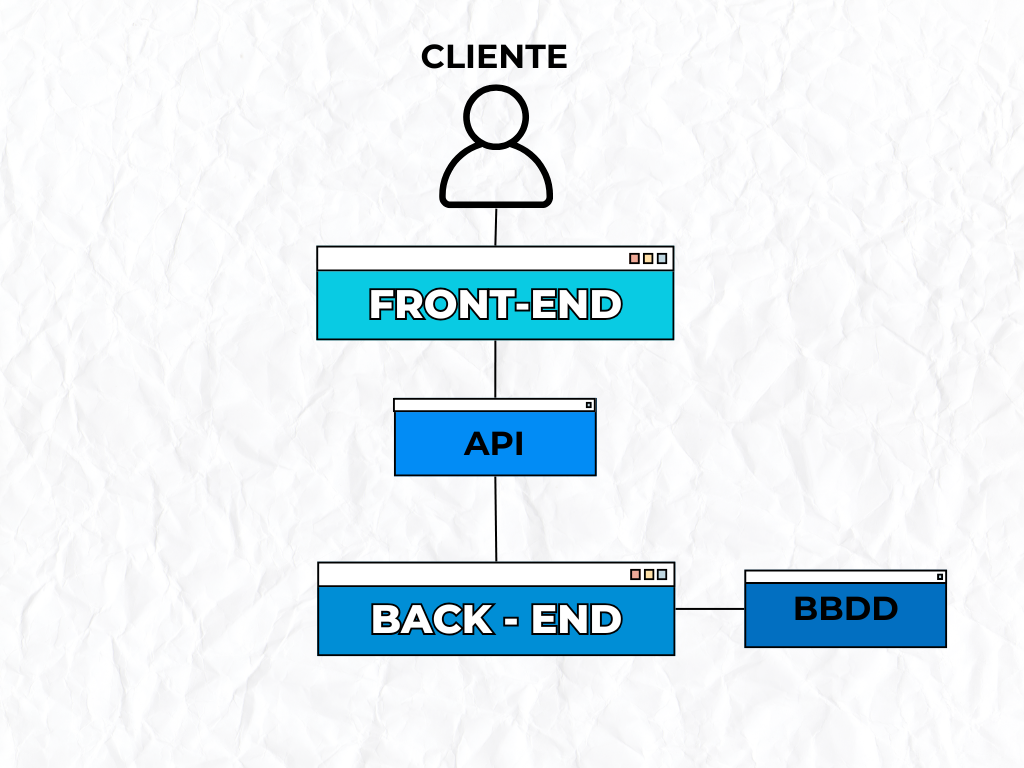 CLIENTE
FRONT-END
API
BACK - END
BBDD